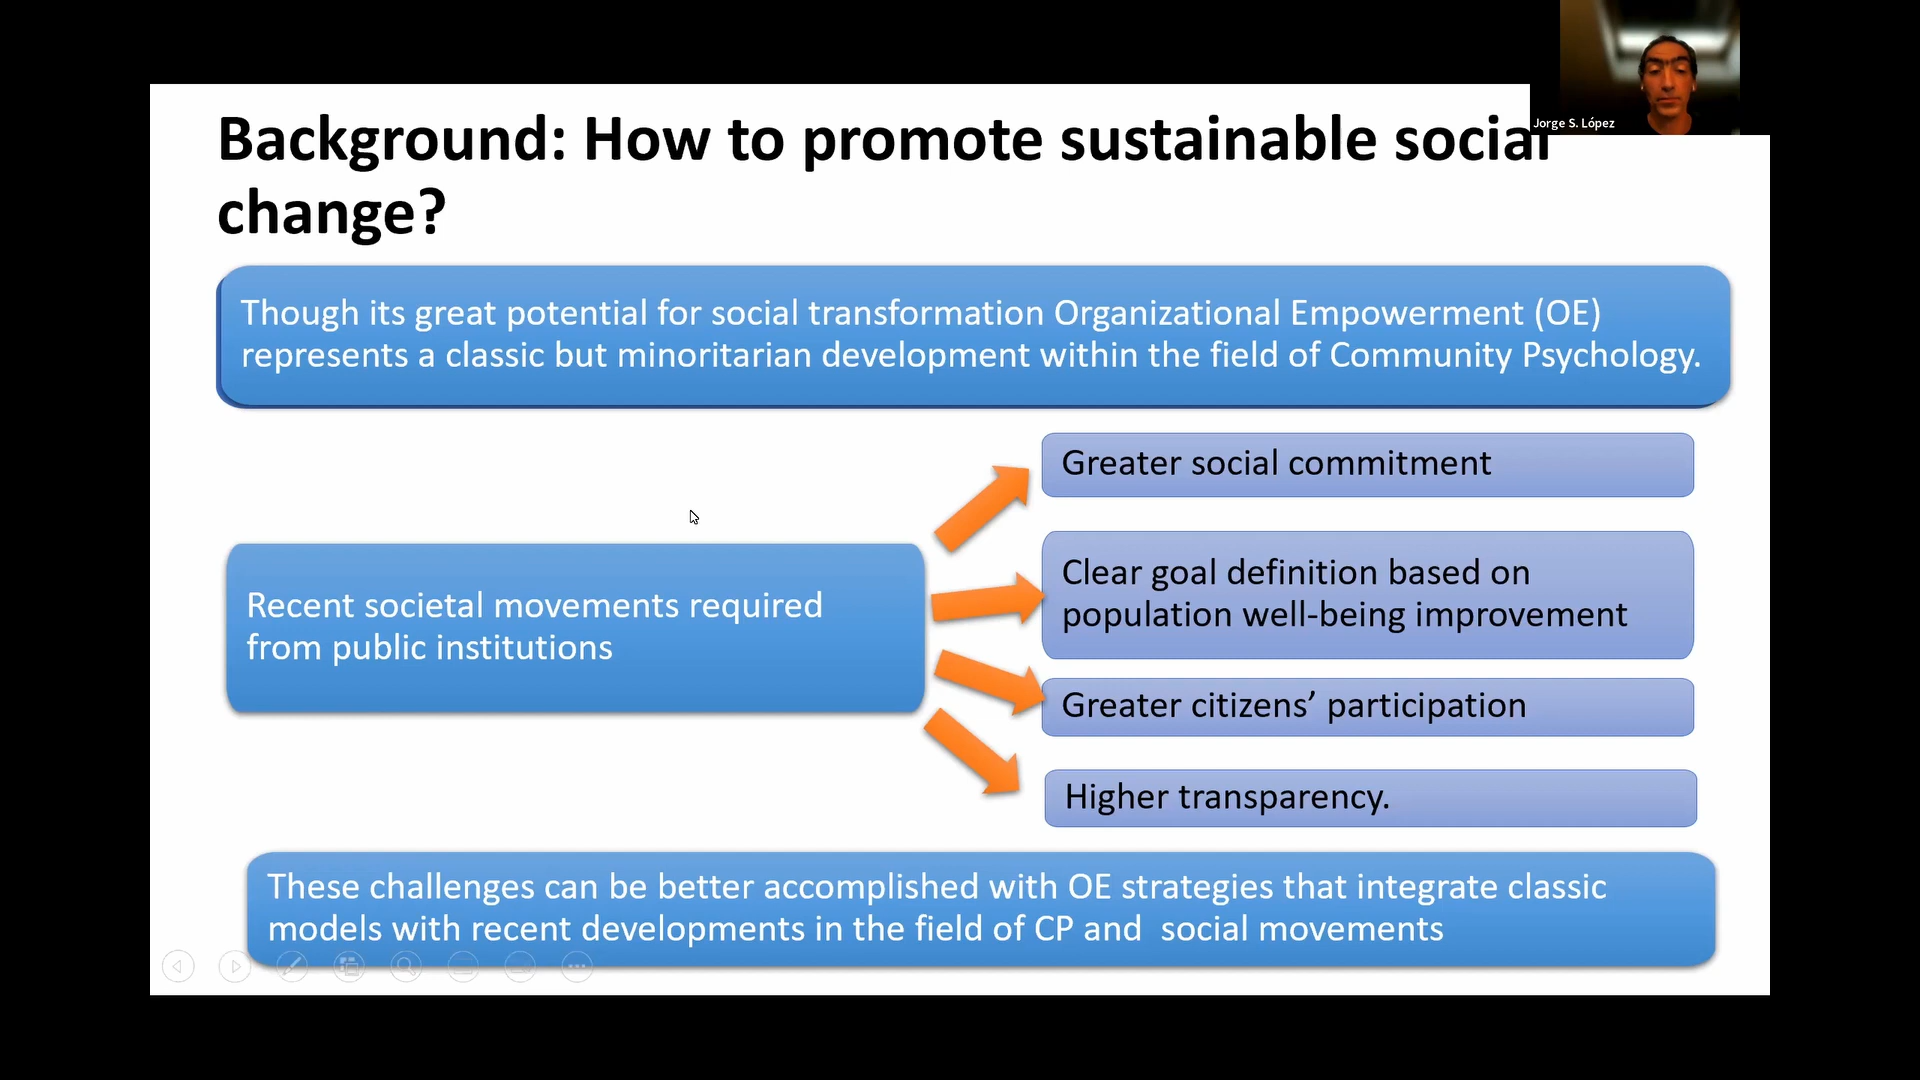 Jorge S. López
Background: How to promote sustainable social
change?
Though its great potential for social transformation Organizational Empowerment (OE)
represents a classic but minoritarian development within the field of Community Psychology.
Recent societal movements required
from public institutions
Greater social commitment
Clear goal definition based on
population well-being improvement
Greater citizens’ participation
Higher transparency.
These challenges can be better accomplished with OE strategies that integrate classic
models with recent developments in the field of CP and  social movements